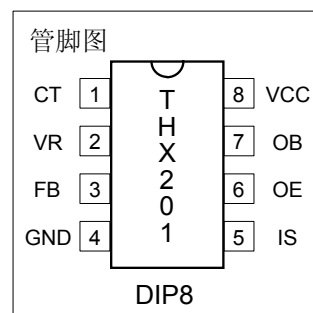 管脚图
CT 1 8 VCC
VR 2 7 OB
FB 3 6 OE
GND 4 5 IS
THX201
DIP8